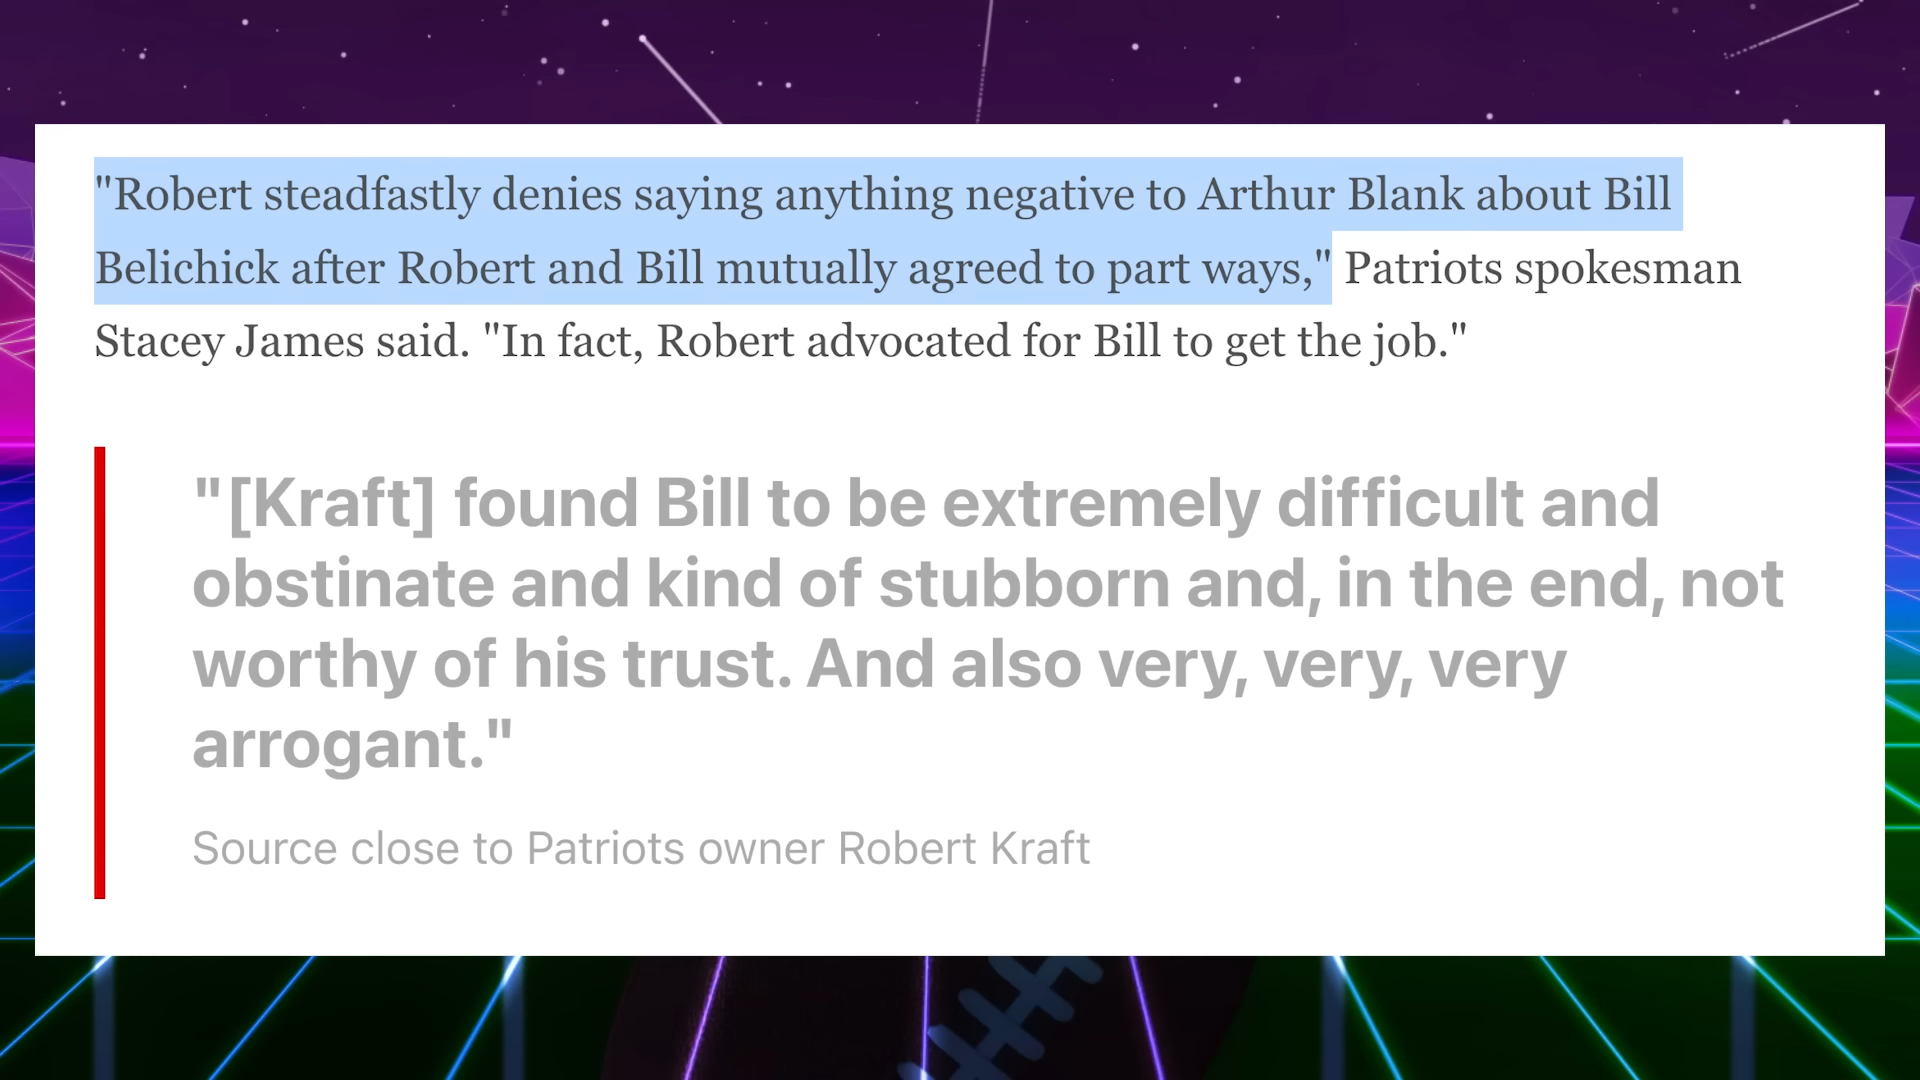 "Robert steadfastly denies saying anything negative to Arthur Blank about Bill
Belichick after Robert and Bill mutually agreed to part ways," Patriots spokesman
Stacey James said. "In fact, Robert advocated for Bill to get the job."
"[Kraft] found Bill to be extremely difficult and
obstinate and kind of stubborn and, in the end, not
worthy of his trust. And also very, very, very
arrogant."
Source close to Patriots owner Robert Kraft